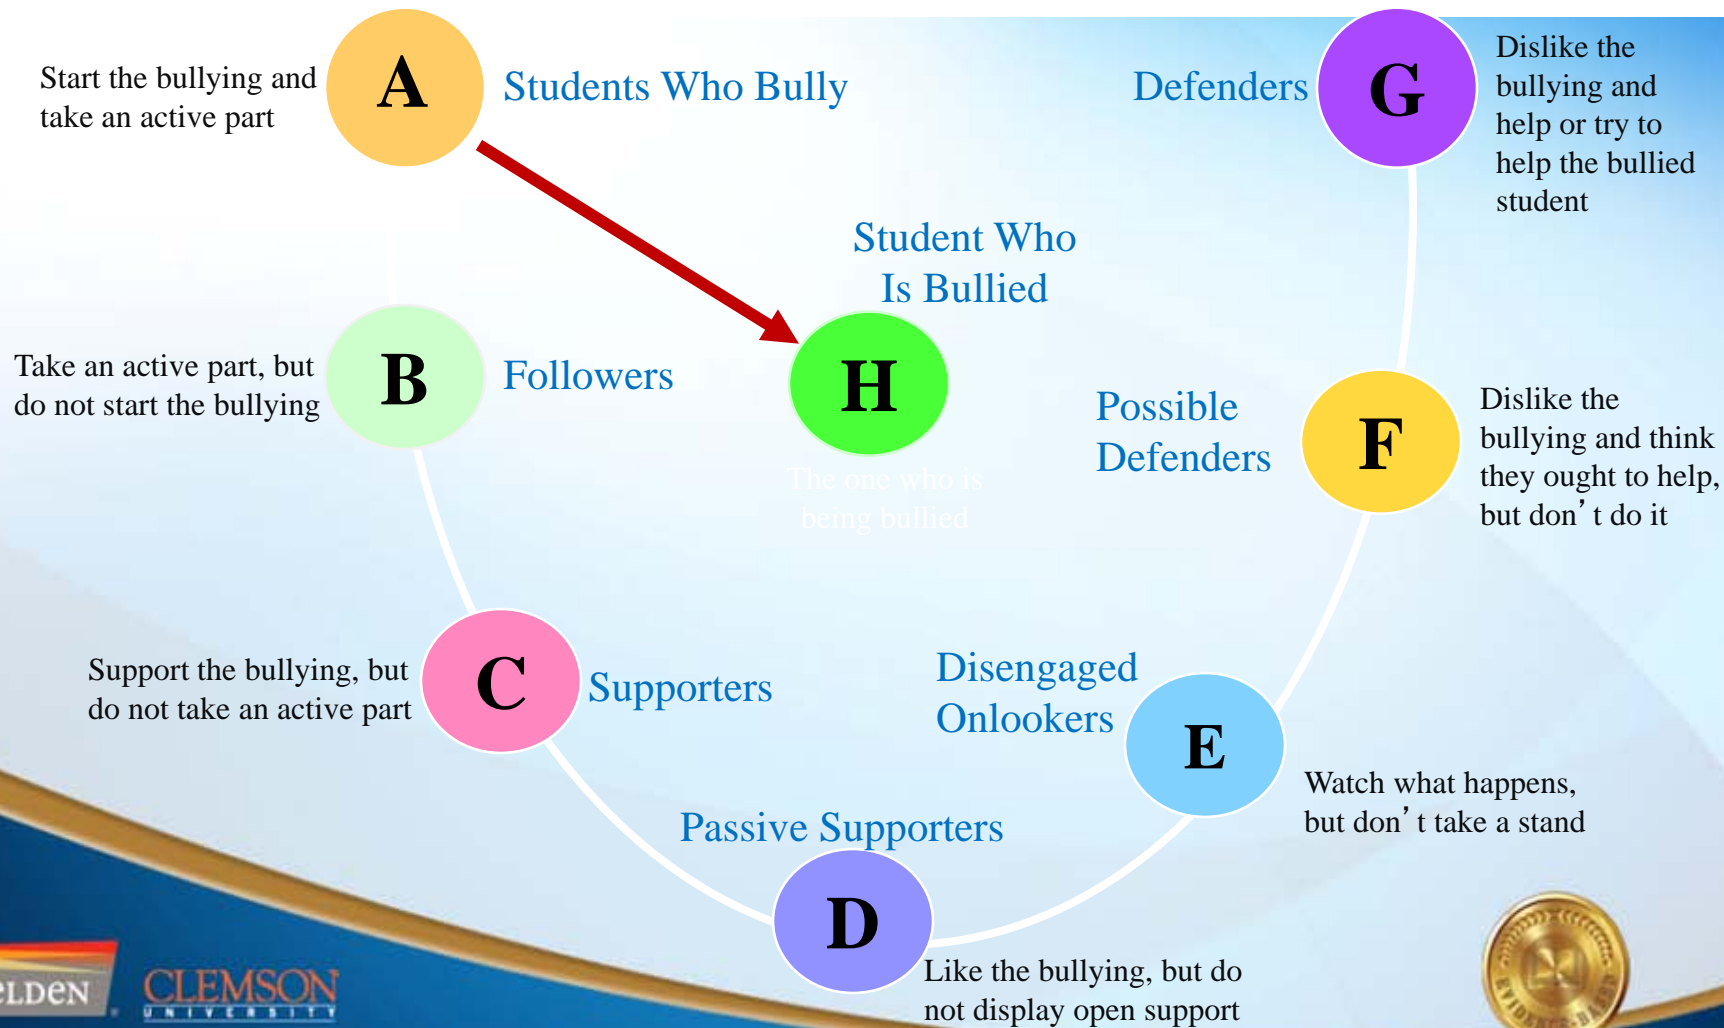 Start the bullying and
take an active part
A
Students Who Bully
Defenders
G
Dislike the
bullying and
help or try to
help the bullied
student
Student Who
Is Bullied
H
The one who is
being bullied
Take an active part, but
do not start the bullying
B
Followers
Possible
Defenders
F
Dislike the
bullying and think
they ought to help,
but don’t do it
Support the bullying, but
do not take an active part
C
Supporters
Disengaged
Onlookers
E
Watch what happens,
but don’t take a stand
Passive Supporters
D
Like the bullying, but do
not display open support
CLEMSON
UNIVERSITY